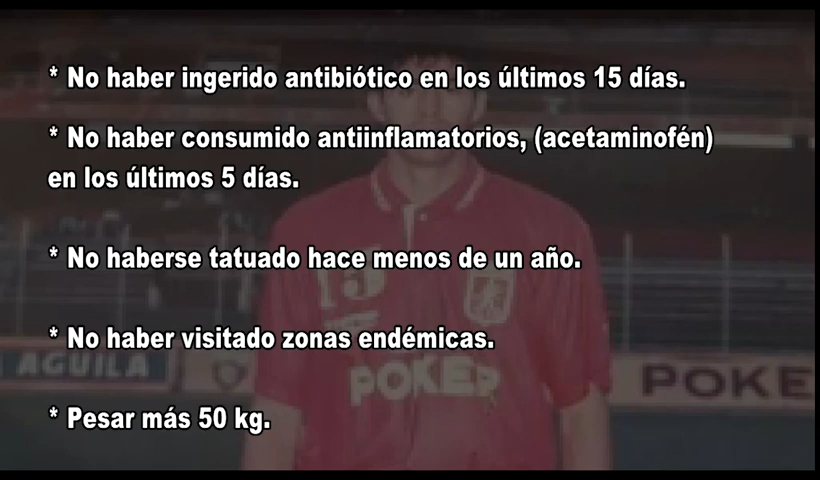 * No haber ingerido antibiótico en los últimos 15 días.
* No haber consumido antiinflamatorios, (acetaminofén)
en los últimos 5 días.
* No haberse tatuado hace menos de un año.
* No haber visitado zonas endémicas.
* Pesar más 50 kg.
15
AGUILA
POKER
POKE